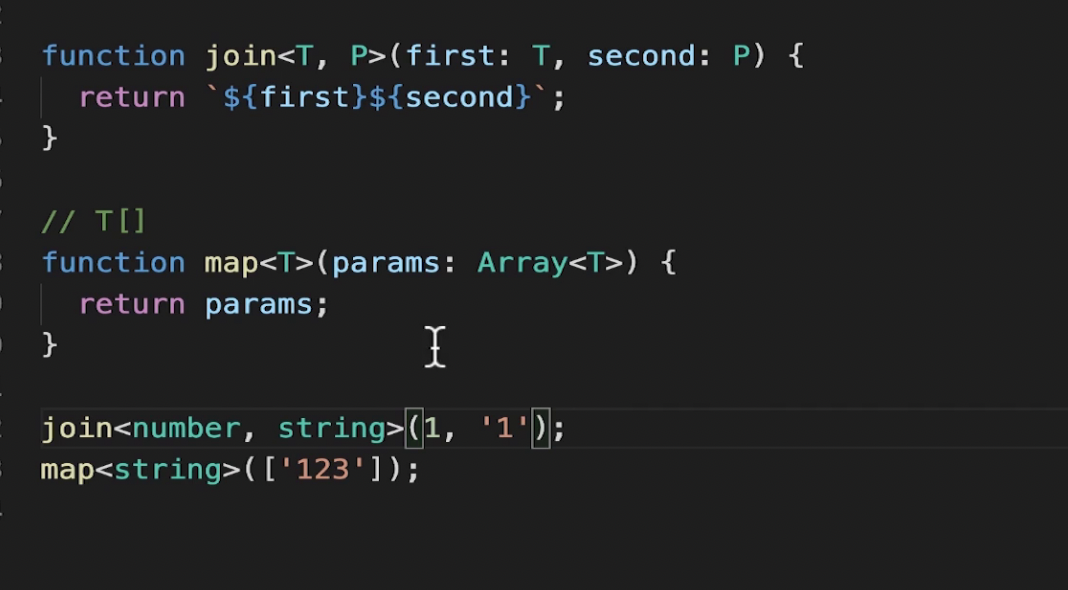 function join<T, P>(first: T, second: P) {
  return `${first}${second}`;
}
// T[]
function map<T>(params: Array<T>) {
  return params;
}
join<number, string>(1, '1');
map<string>(['123']);